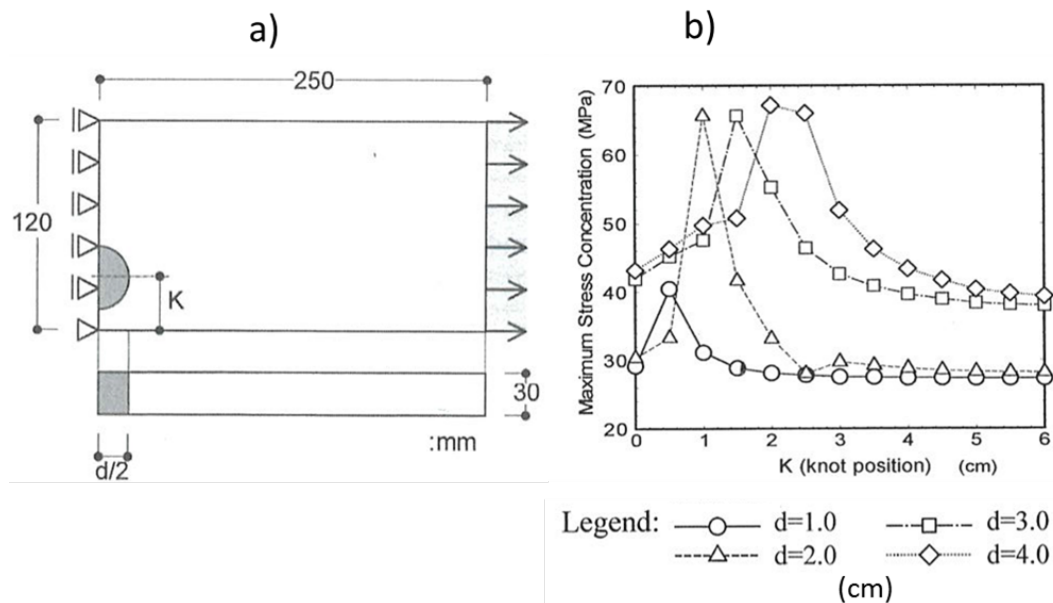 a)
250
120
K
30
:mm
d/2
b)
Maximum Stress Concentration (MPa)
70
60
50
40
30
20
0 1 2 3 4 5 6
K (knot position) (cm)
Legend: d=1.0 d=3.0
d=2.0 d=4.0
(cm)